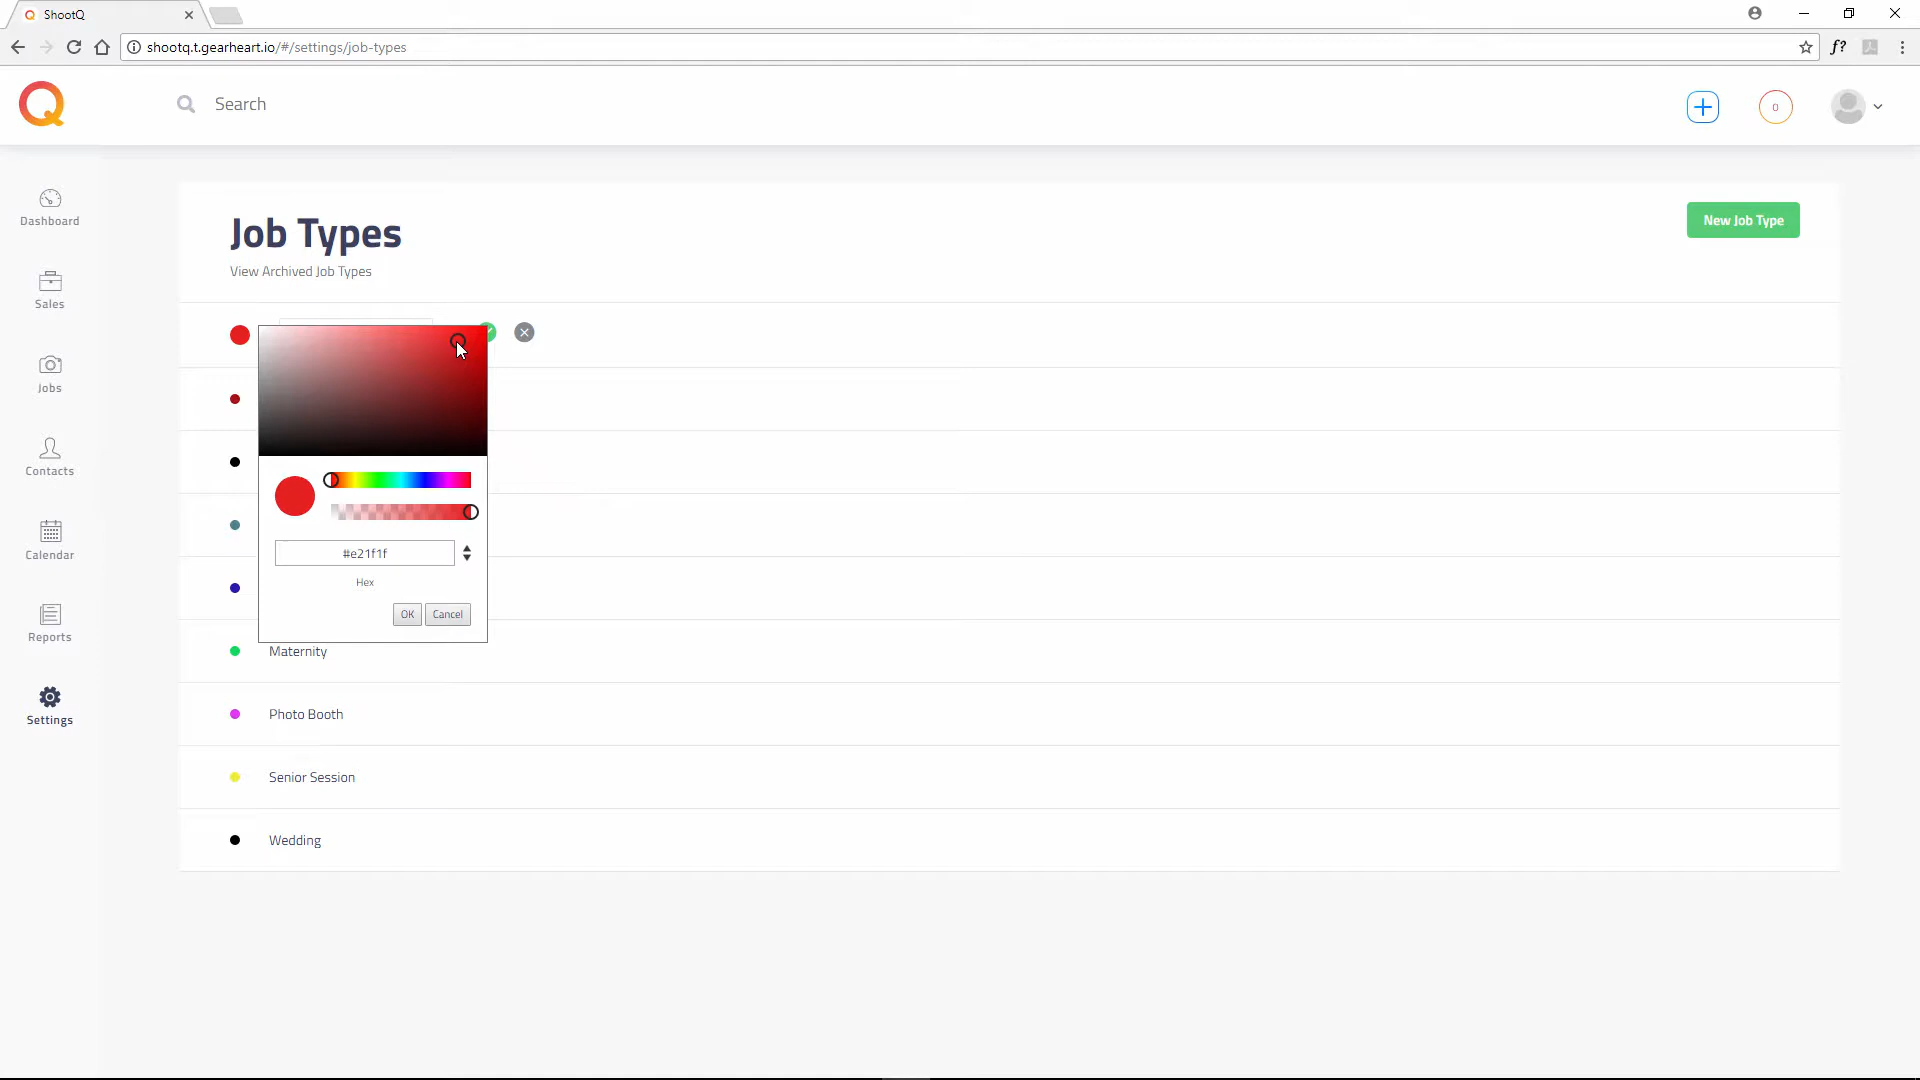 ShootQ
shootq.t.gearheart.io/#/settings/job-types
f?
Search
0
Dashboard
Sales
Jobs
Contacts
Calendar
Reports
Settings
Job Types
View Archived Job Types
New Job Type
#e21f1f
Hex
OK Cancel
Maternity
Photo Booth
Senior Session
Wedding